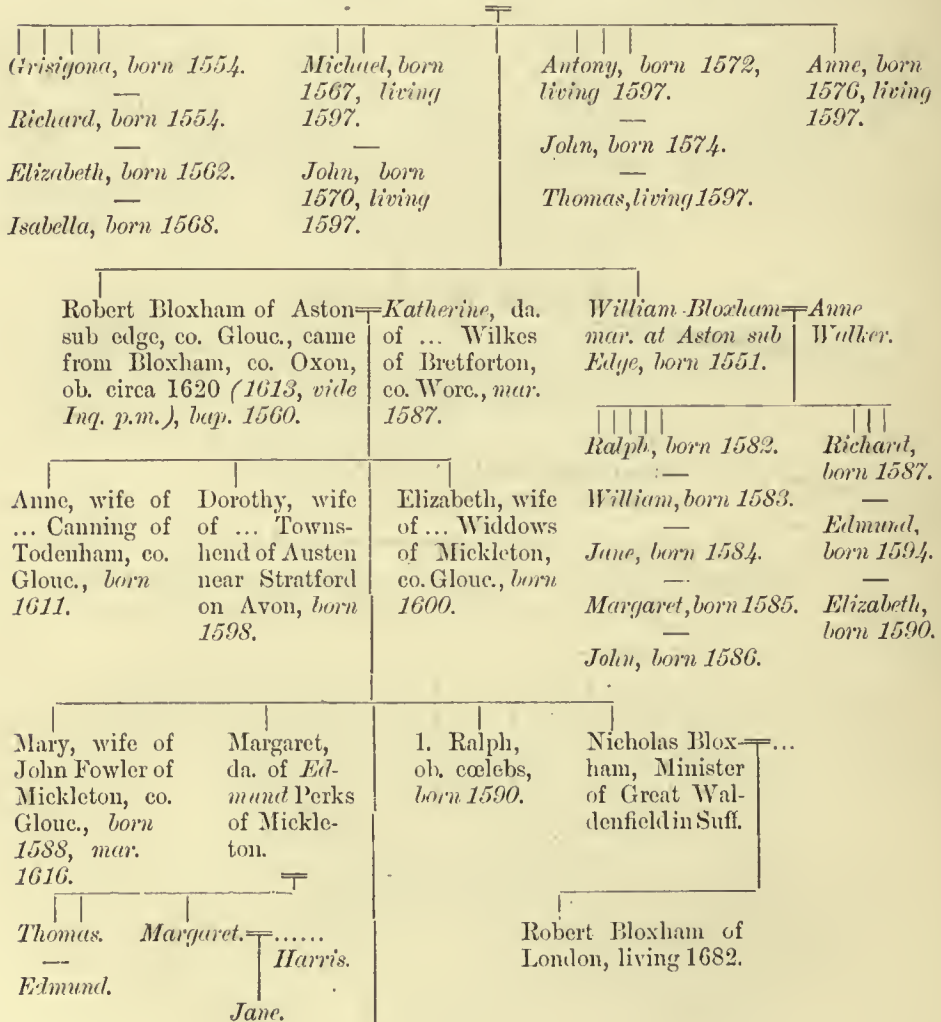 Grisigona, born 1554.
—
Richard, born 1554.
—
Elizabeth, born 1562.
—
Isabella, born 1568.
Michael, born
1567, living
1597.
—
John, born
1570, living
1597.
Antony, born 1572,
living 1597.
—
John, born 1574.
—
Thomas, living 1597.
Anne, born
1576, living
1597.
Robert Bloxham of Aston
sub edge, co. Glouc., came
from Bloxham, co. Oxon,
ob. circa 1620 (1613, vide
Inq. p.m.), bap. 1560.
Katherine, da.
of ... Wilkes
of Bretforton,
co. Worc., mar.
1587.
William Bloxham
mar. at Aston sub
Edge, born 1551.
Anne
Walker.
Ralph, born 1582.
—
William, born 1583.
—
Jane, born 1584.
—
Margaret, born 1585.
—
John, born 1586.
Richard,
born 1587.
—
Edmund,
born 1594.
—
Elizabeth,
born 1590.
Anne, wife of
... Canning of
Todenham, co.
Glouc., born
1611.
Dorothy, wife
of ... Towns-
hend of Austen
near Stratford
on Avon, born
1598.
Elizabeth, wife
of ... Widdows
of Mickleton,
co. Glouc., born
1600.
Mary, wife of
John Fowler of
Mickleton, co.
Glouc., born
1588, mar.
1616.
Margaret,
da. of Ed-
mund Perks
of Mickle-
ton.
1. Ralph,
ob. cœlebs,
born 1590.
Nicholas Blox-
ham, Minister
of Great Wal-
denfield in Suff.
...
Thomas.
—
Edmund.
Margaret.
......
Harris.
Jane.
Robert Bloxham of
London, living 1682.